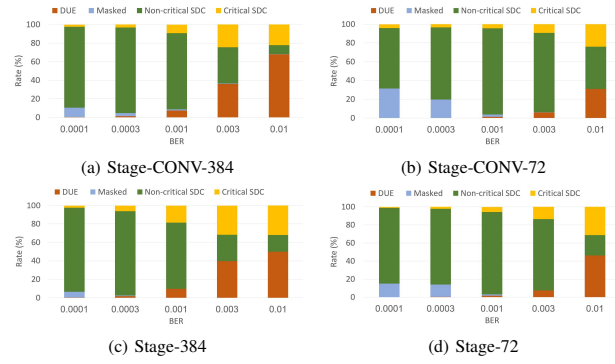 DUE Masked Non-critical SDC Critical SDC
100
80
60
40
20
0
Rate (%)
0.0001 0.0003 0.001 0.003 0.01
BER
(a) Stage-CONV-384
DUE Masked Non-critical SDC Critical SDC
100
80
60
40
20
0
Rate (%)
0.0001 0.0003 0.001 0.003 0.01
BER
(b) Stage-CONV-72
DUE Masked Non-critical SDC Critical SDC
100
80
60
40
20
0
Rate (%)
0.0001 0.0003 0.001 0.003 0.01
BER
(c) Stage-384
DUE Masked Non-critical SDC Critical SDC
100
80
60
40
20
0
Rate (%)
0.0001 0.0003 0.001 0.003 0.01
BER
(d) Stage-72